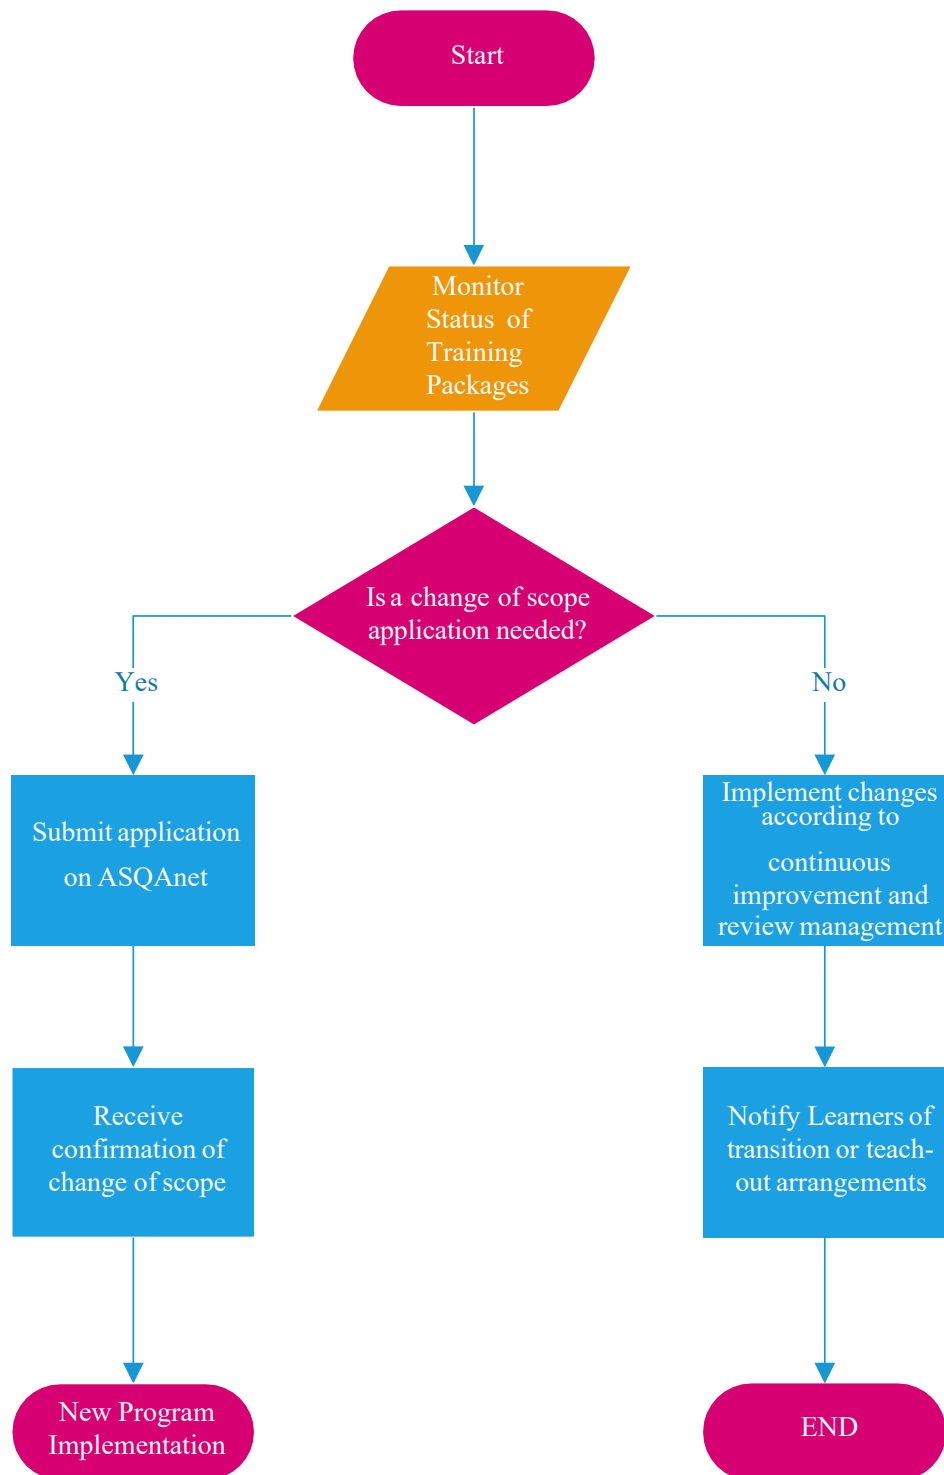 Start
Monitor
Status of
Training
Packages
Is a change of scope
application needed?
Yes
No
Submit application
on ASQAnet
Implement changes
according to
continuous
improvement and
review management
Receive
confirmation of
change of scope
Notify Learners of
transition or teach-
out arrangements
New Program
Implementation
END